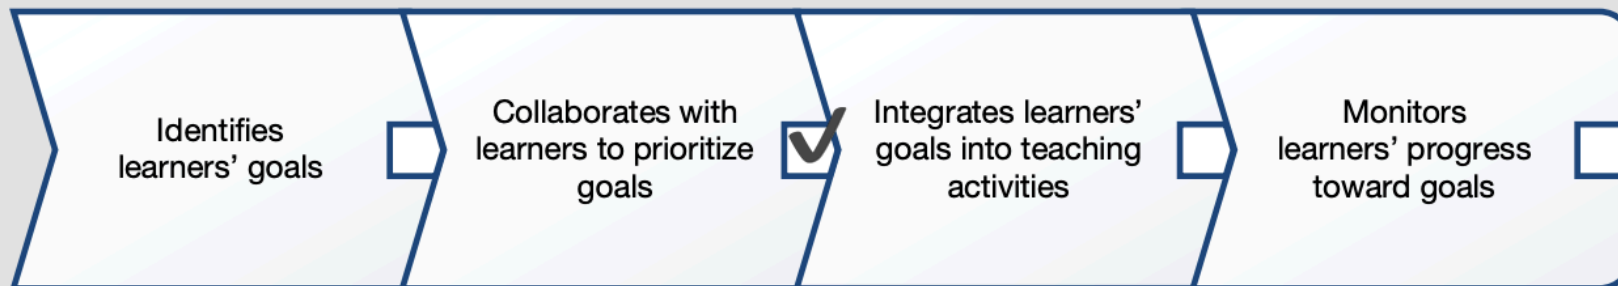 Identifies
learners’ goals
Collaborates with
learners to prioritize
goals
Integrates learners’
goals into teaching
activities
Monitors
learners’ progress
toward goals